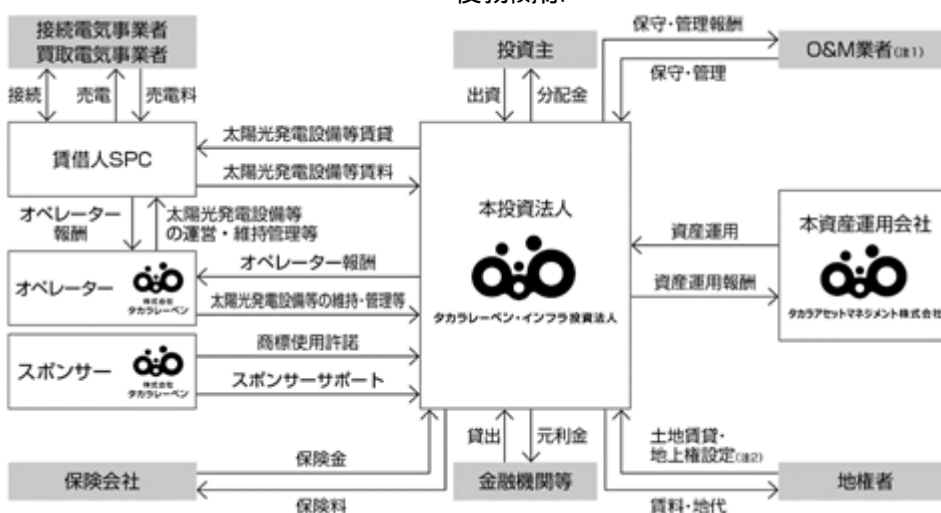 接続電気事業者
買取電気事業者
投資主
保守・管理報酬
O&M業者(注1)
保守・管理
接続
売電
売電料
出資
分配金
賃借人SPC
太陽光発電設備等賃貸
太陽光発電設備等賃料
オペレーター
報酬
太陽光発電設備等
の運営・維持管理等
本投資法人
タカラレーベン・インフラ投資法人
資産運用
資産運用報酬
本資産運用会社
タカラアセットマネジメント株式会社
オペレーター
株式会社
タカラレーベン
オペレーター報酬
太陽光発電設備等の維持・管理等
スポンサー
株式会社
タカラレーベン
商標使用許諾
スポンサーサポート
保険会社
保険金
保険料
貸出
元利金
金融機関等
土地賃貸・
地上権設定(注2)
賃料・地代
地権者